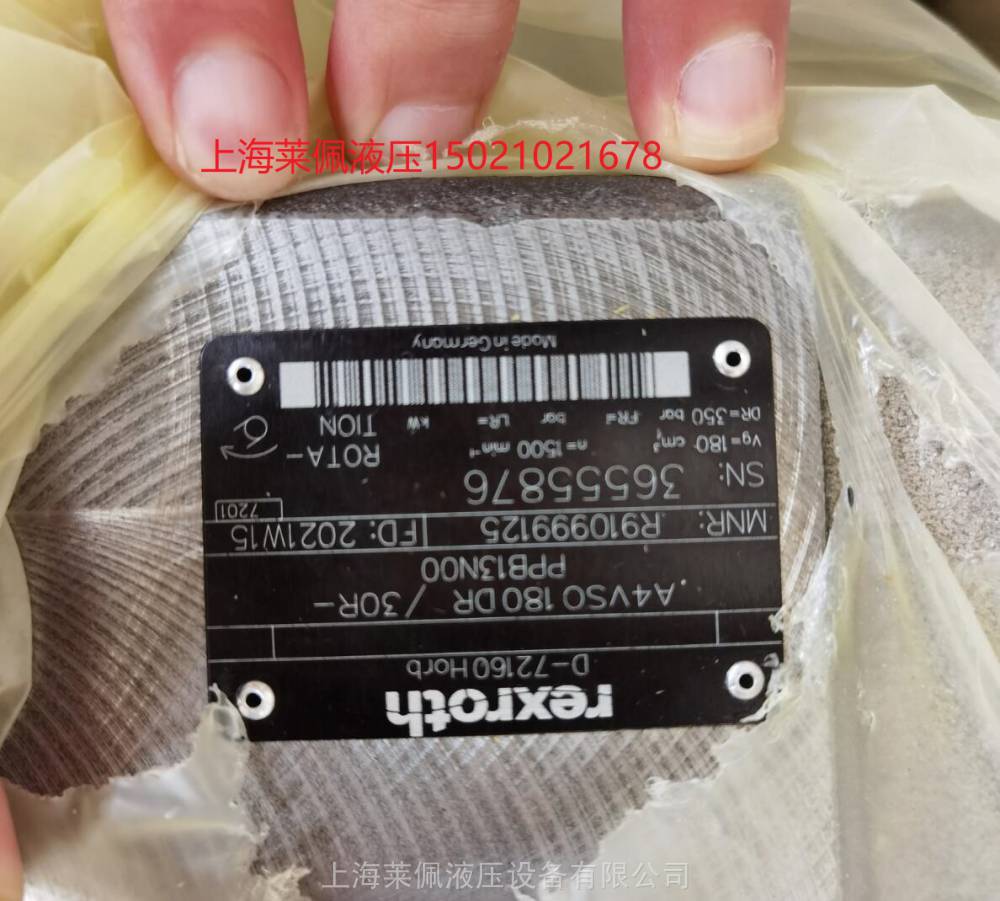 上海莱佩液压15021021678
rexroth
D-72160 Horb
A4VSO 180 DR / 30R-
PPB13N00
MNR: R910999125 FD: 2021W15
7201
SN: 36555876
ROTA-
TION
Vg= 180 cm³ n= 1500 min⁻¹
DR= 350 bar FR= bar LR= kW
Made in Germany
上海莱佩液压设备有限公司